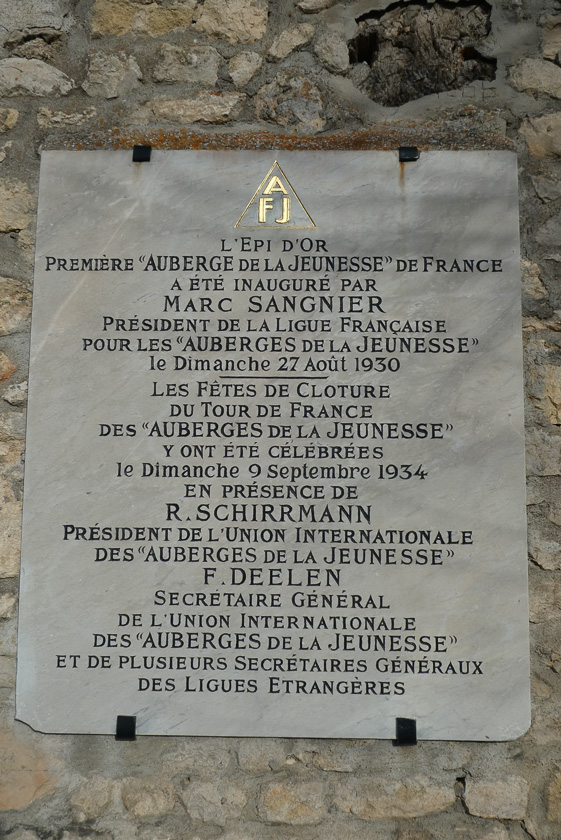 A
FJ
L'EPI D'OR
PREMIÈRE "AUBERGE DE LA JEUNESSE" DE FRANCE
A ÉTÉ INAUGURÉ PAR
MARC SANGNIER
PRÉSIDENT DE LA LIGUE FRANÇAISE
POUR LES "AUBERGES DE LA JEUNESSE"
le DIMANCHE 27 AOÛT 1930
LES FÊTES DE CLOTURE
DU TOUR DE FRANCE
DES "AUBERGES DE LA JEUNESSE"
Y ONT ÉTÉ CÉLÉBRÉES
le DIMANCHE 9 SEPTEMBRE 1934
EN PRÉSENCE DE
R. SCHIRRMANN
PRÉSIDENT DE L'UNION INTERNATIONALE
DES "AUBERGES DE LA JEUNESSE"
F. DEELEN
SECRÉTAIRE GÉNÉRAL
DE L'UNION INTERNATIONALE
DES "AUBERGES DE LA JEUNESSE"
ET DE PLUSIEURS SECRÉTAIRES GÉNÉRAUX
DES LIGUES ETRANGÈRES